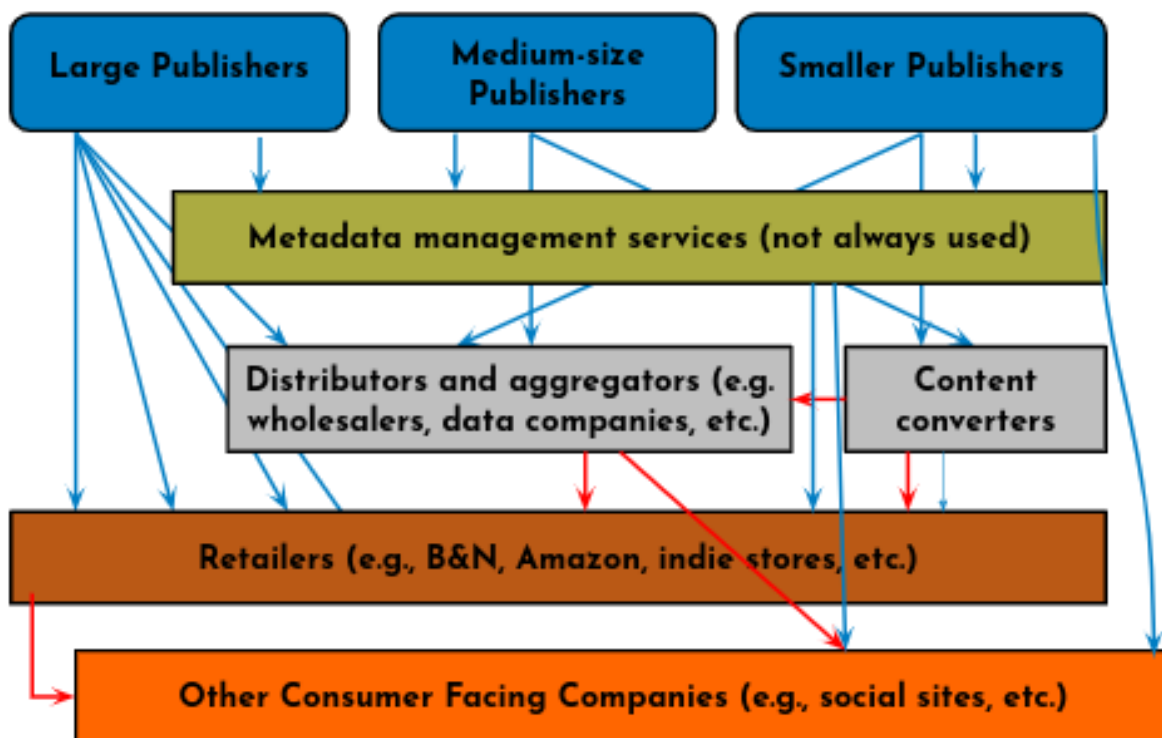 Large Publishers
Medium-size
Publishers
Smaller Publishers
Metadata management services (not always used)
Distributors and aggregators (e.g.
wholesalers, data companies, etc.)
Content
converters
Retailers (e.g., B&N, Amazon, indie stores, etc.)
Other Consumer Facing Companies (e.g., social sites, etc.)